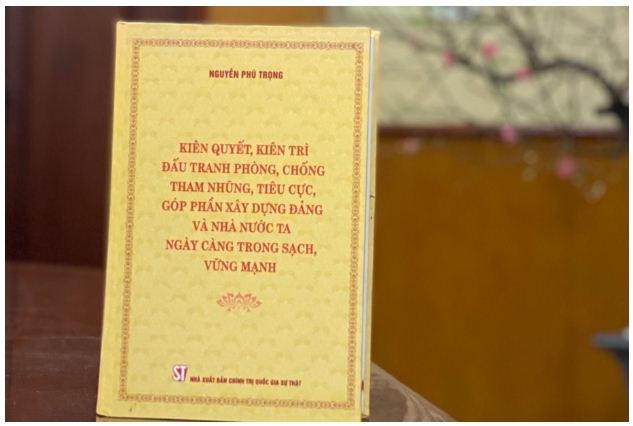 NGUYỄN PHÚ TRỌNG
KIÊN QUYẾT, KIÊN TRÌ
ĐẤU TRANH PHÒNG, CHỐNG
THAM NHŨNG, TIÊU CỰC,
GÓP PHẦN XÂY DỰNG ĐẢNG
VÀ NHÀ NƯỚC TA
NGÀY CÀNG TRONG SẠCH,
VỮNG MẠNH
ST NHÀ XUẤT BẢN CHÍNH TRỊ QUỐC GIA SỰ THẬT